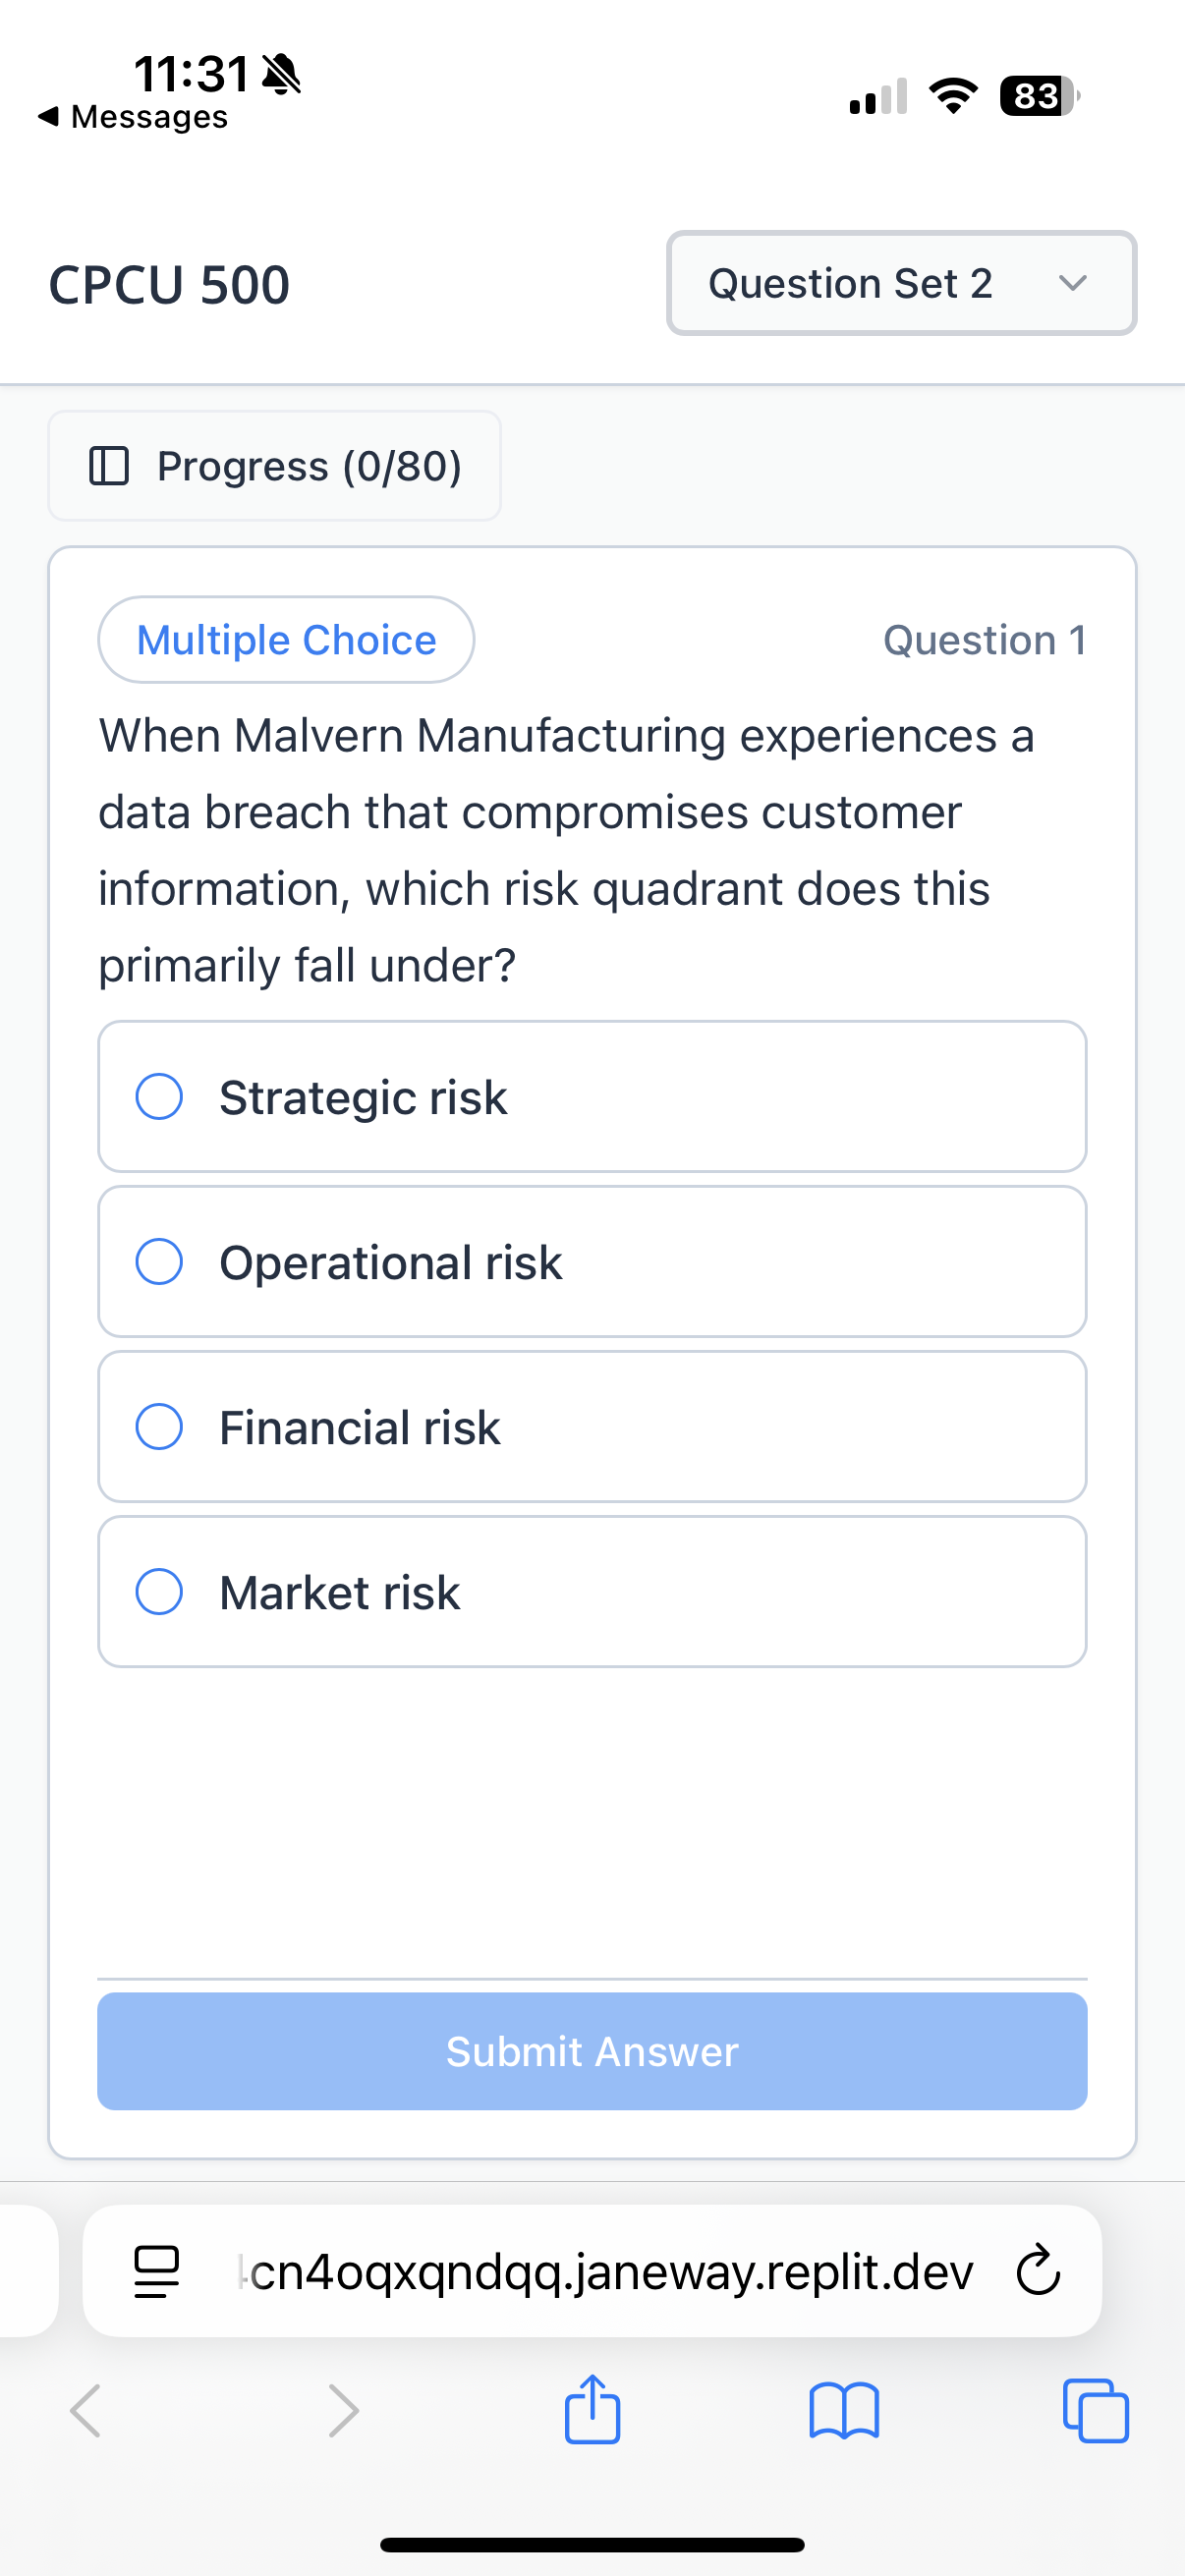 11:31
Messages
83
CPCU 500
Question Set 2
Progress (0/80)
Multiple Choice
Question 1
When Malvern Manufacturing experiences a
data breach that compromises customer
information, which risk quadrant does this
primarily fall under?
Strategic risk
Operational risk
Financial risk
Market risk
Submit Answer
cn4oqxqndqq.janeway.replit.dev